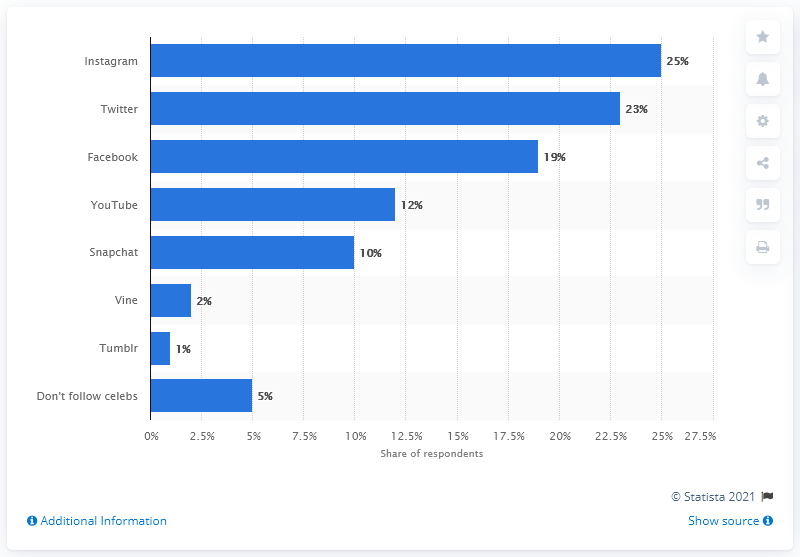 Instagram 25%
Twitter 23%
Facebook 19%
YouTube 12%
Snapchat 10%
Vine 2%
Tumblr 1%
Don't follow celebs 5%
0% 2.5% 5% 7.5% 10% 12.5% 15% 17.5% 20% 22.5% 25% 27.5%
Share of respondents
© Statista 2021
Additional Information Show source